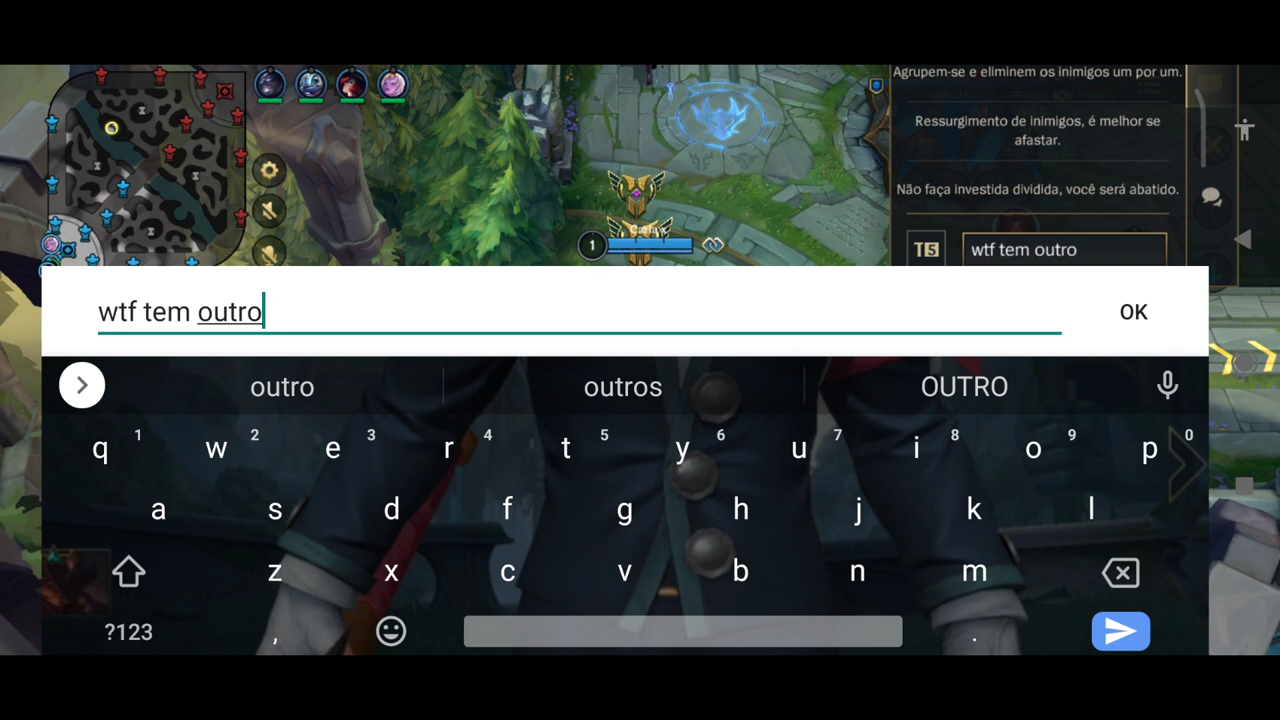 Agrupem-se e eliminem os inimigos um por um.
Ressurgimento de inimigos, é melhor se
afastar.
Não faça investida dividida, você será abatido.
T5
wtf tem outro
1
wtf tem outro
OK
outro outros OUTRO
1 2 3 4 5 6 7 8 9 0
q w e r t y u i o p
a s d f g h j k l
z x c v b n m
?123 , .